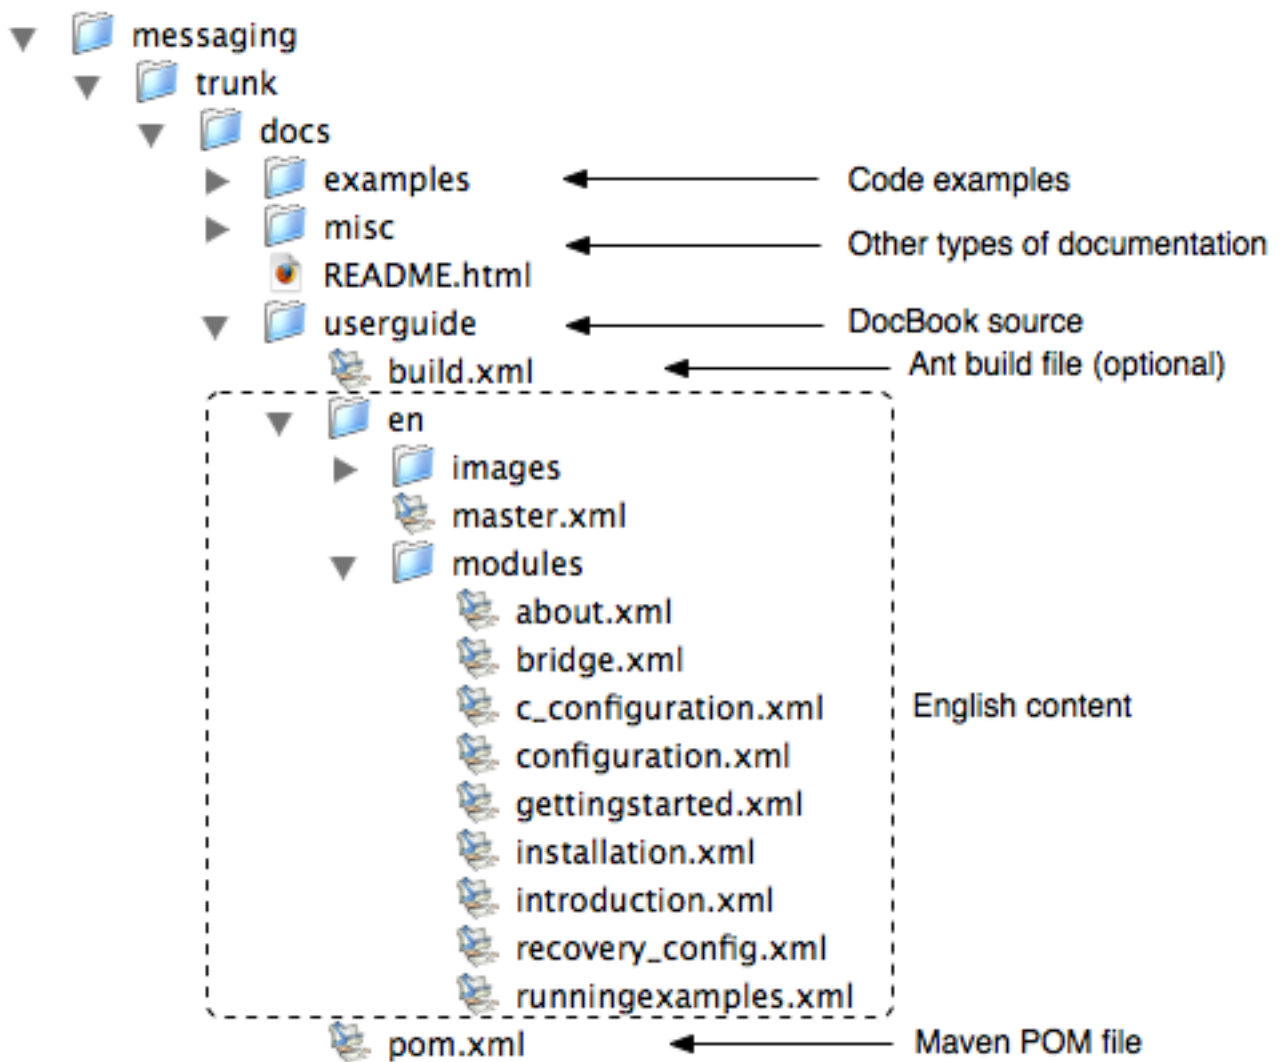 messaging
trunk
docs
examples
Code examples
misc
Other types of documentation
README.html
userguide
DocBook source
build.xml
Ant build file (optional)
en
images
master.xml
modules
about.xml
bridge.xml
c_configuration.xml
English content
configuration.xml
gettingstarted.xml
installation.xml
introduction.xml
recovery_config.xml
runningexamples.xml
pom.xml
Maven POM file